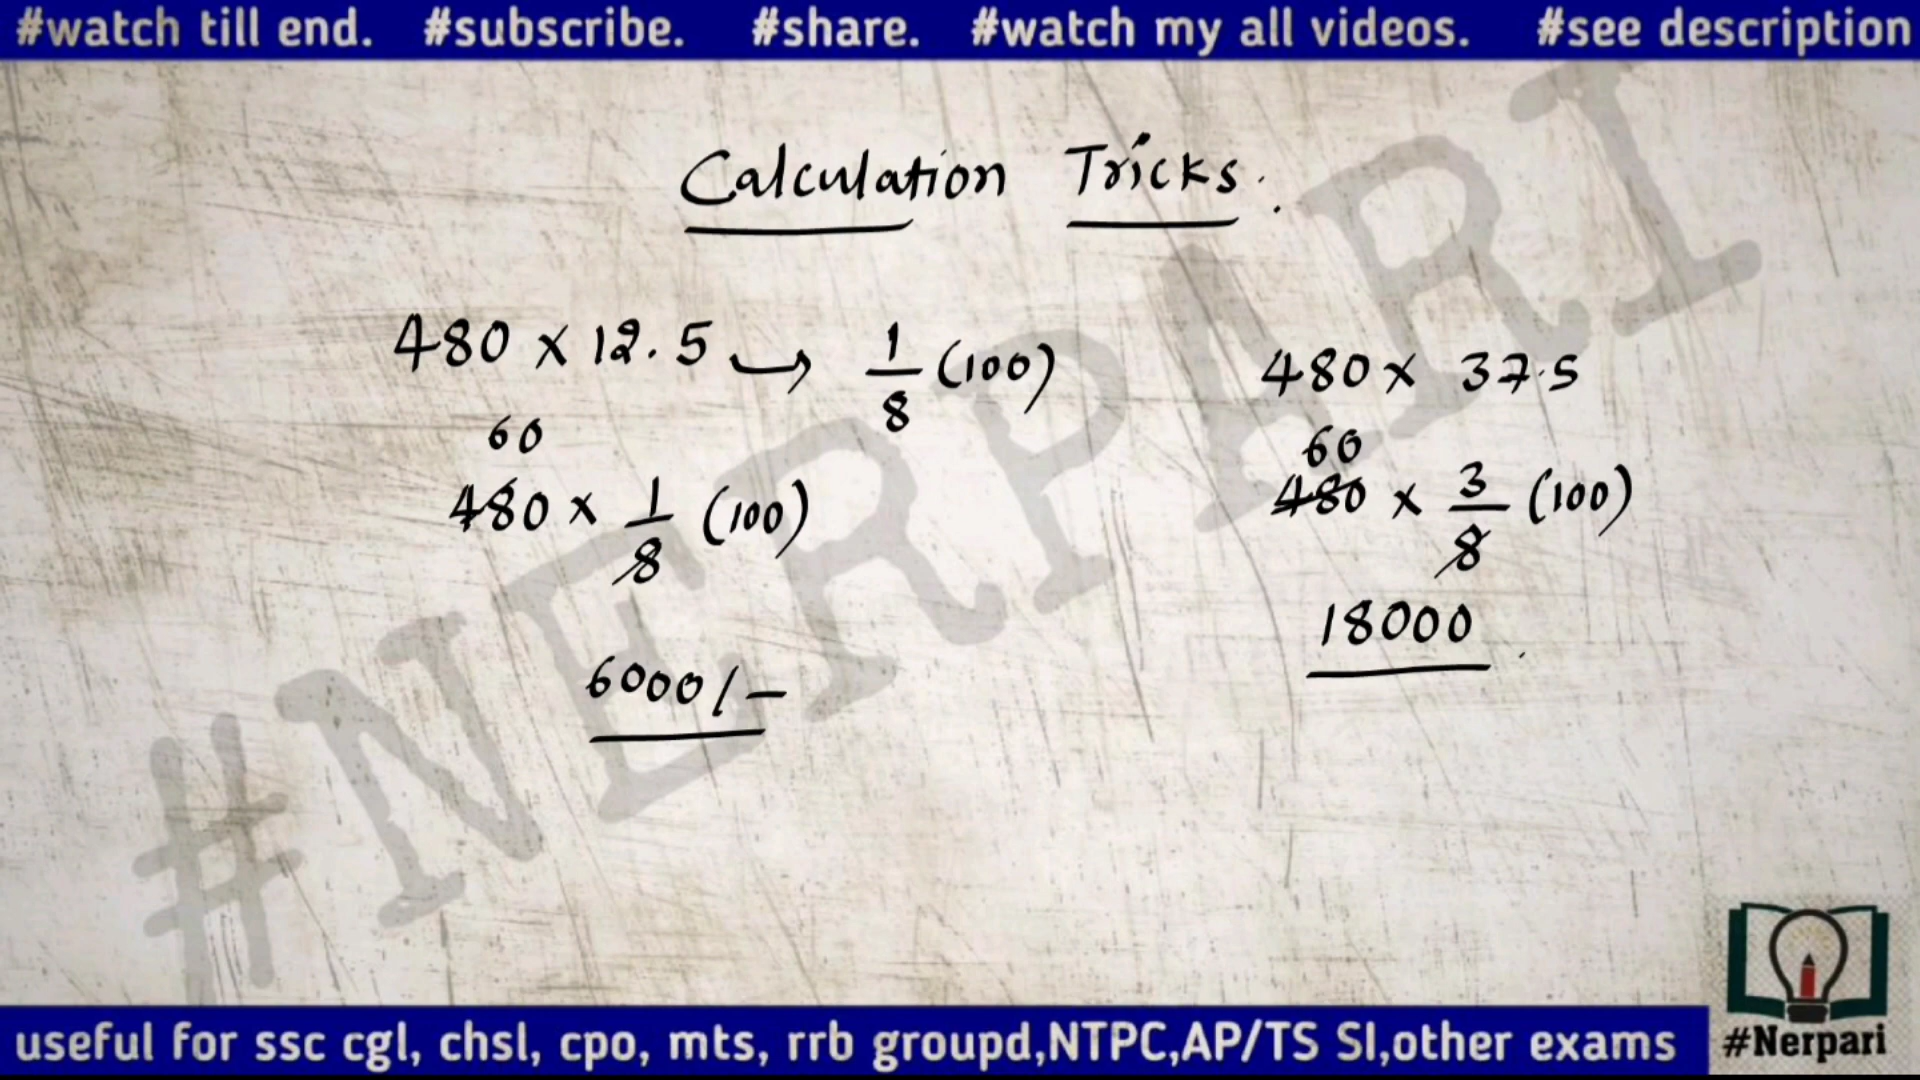 #watch till end. #subscribe. #share. #watch my all videos. #see description
Calculation Tricks.
480 × 12.5 → 1/8 (100)
60
480 × 1/8 (100)
6000/-
480 × 37.5
60
480 × 3/8 (100)
18000
#NERPARI
useful for ssc cgl, chsl, cpo, mts, rrb groupd,NTPC,AP/TS SI,other exams
#Nerpari